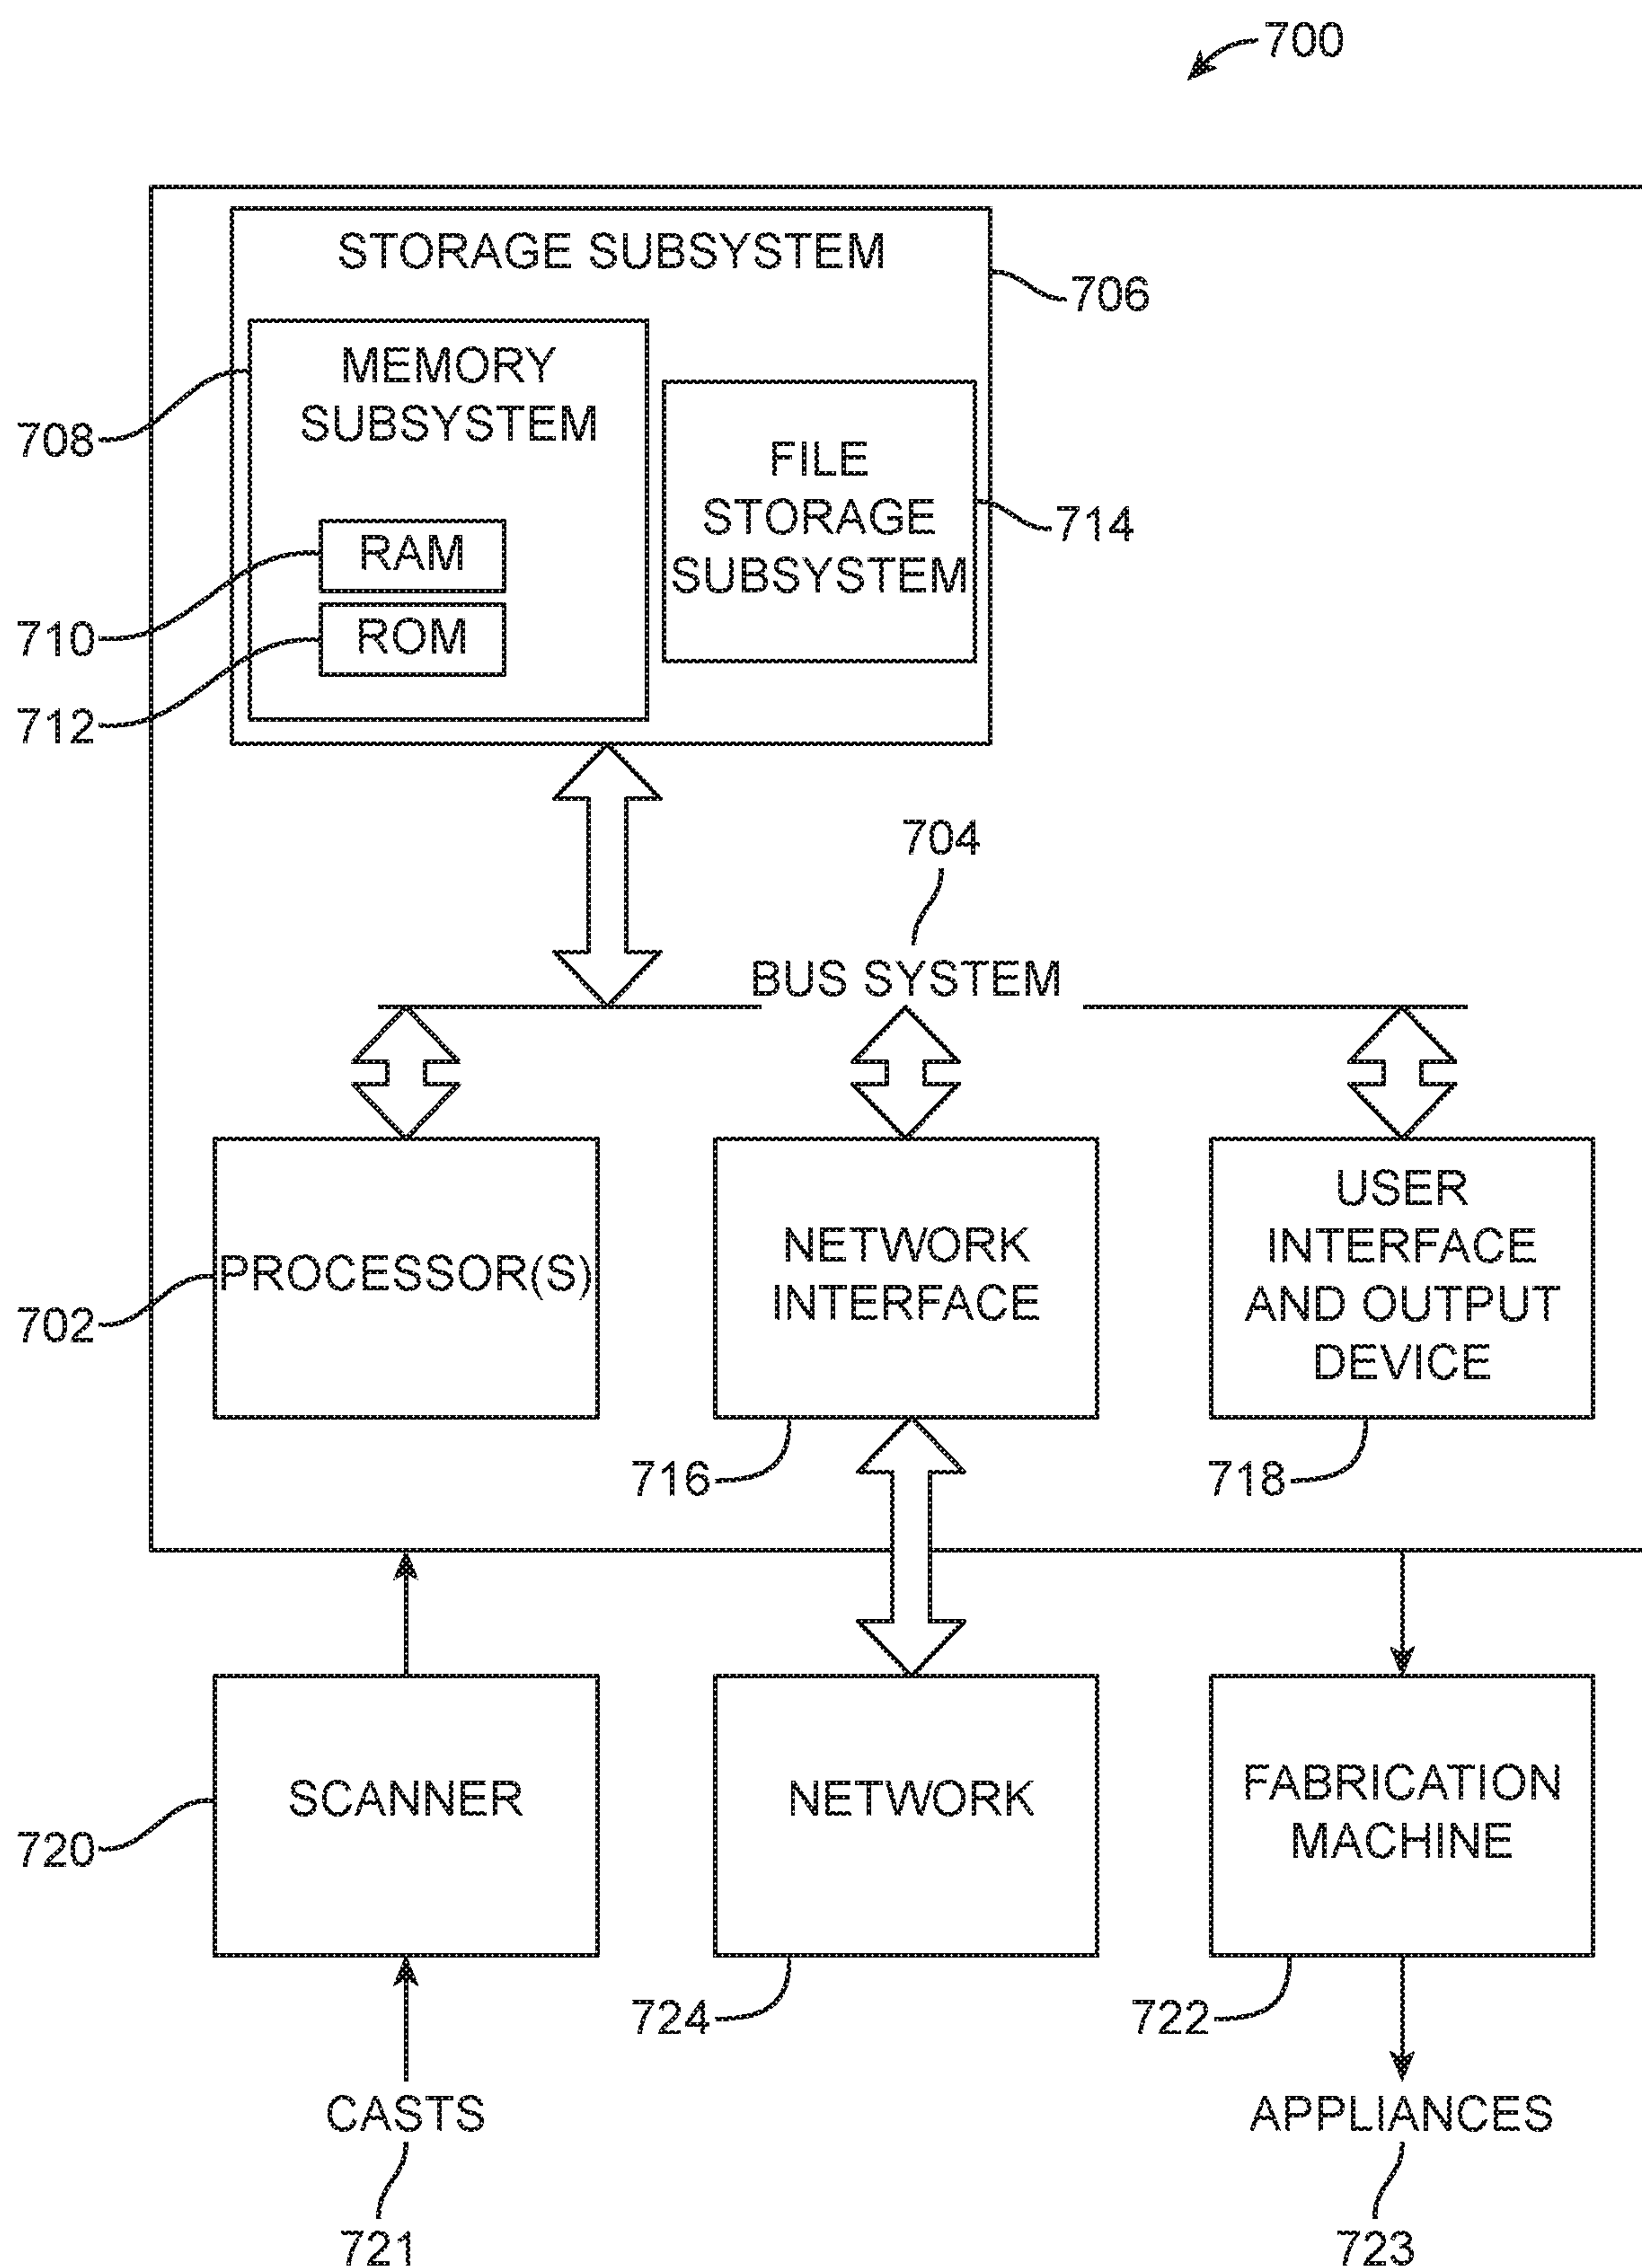 700
STORAGE SUBSYSTEM
706
MEMORY
SUBSYSTEM
708
FILE
STORAGE
SUBSYSTEM
714
RAM
710
ROM
712
704
BUS SYSTEM
PROCESSOR(S)
702
NETWORK
INTERFACE
716
USER
INTERFACE
AND OUTPUT
DEVICE
718
SCANNER
720
NETWORK
724
FABRICATION
MACHINE
722
CASTS
721
APPLIANCES
723